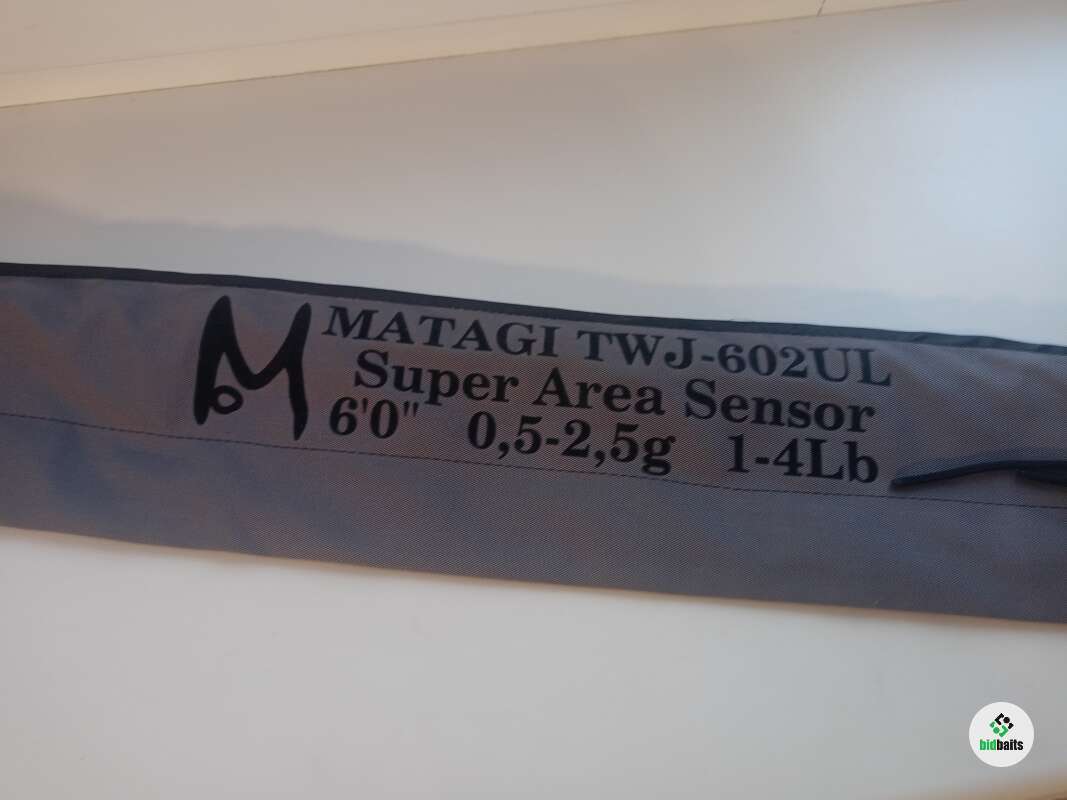 MATAGI TWJ-602UL
Super Area Sensor
6'0" 0,5-2,5g 1-4Lb
bidbaits